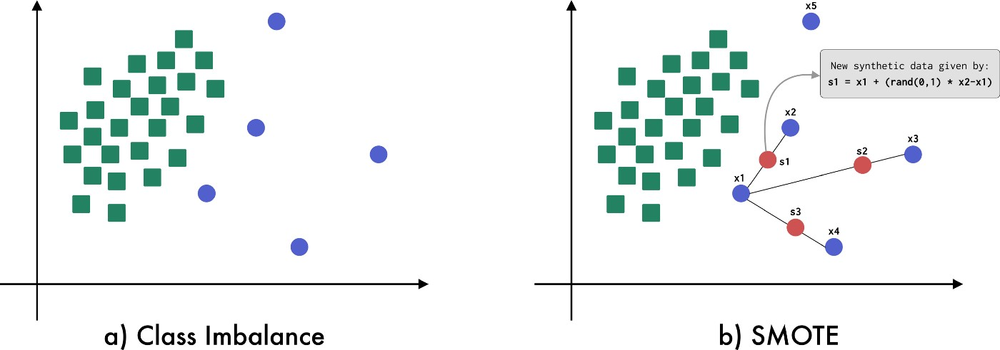 x5
New synthetic data given by:
s1 = x1 + (rand(0,1) * x2-x1)
x2
x3
s2
s1
x1
s3
x4
a) Class Imbalance
b) SMOTE